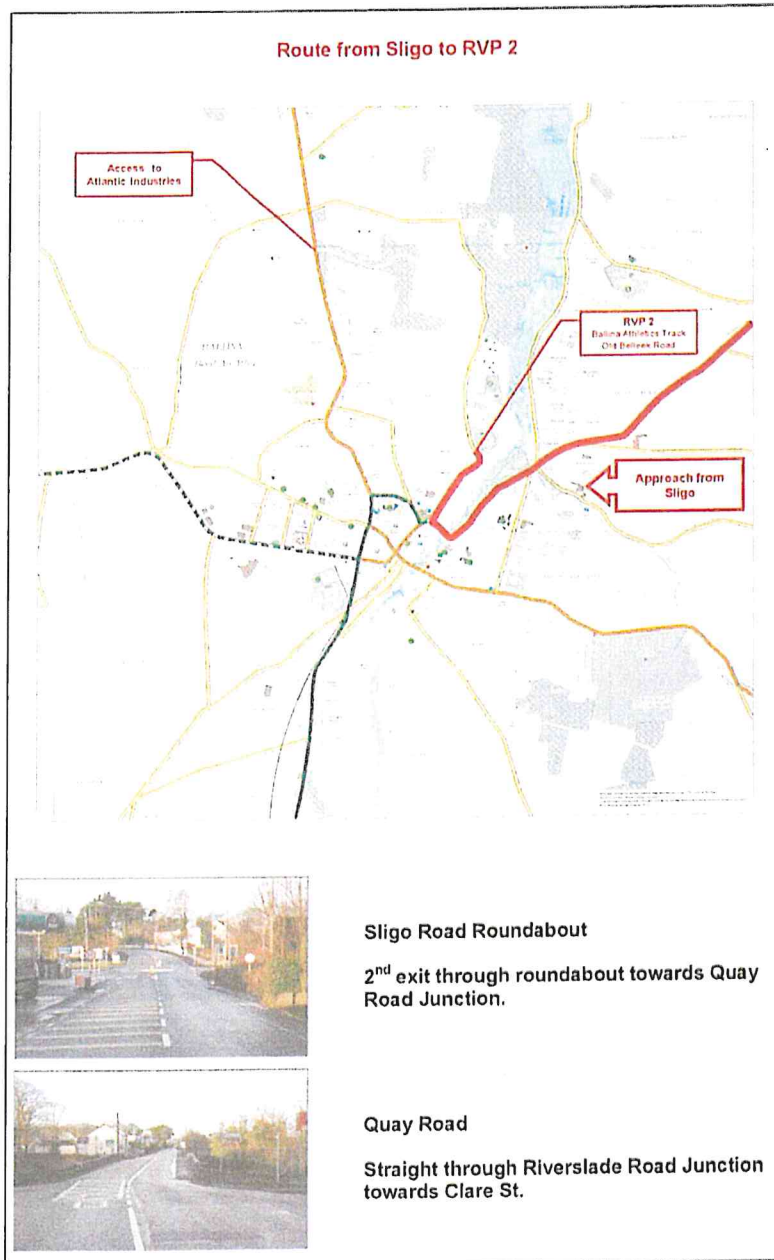 Route from Sligo to RVP 2
Access to
Atlantic Industries
RVP 2
Ballina Athletics Track
Old Belleek Road
BALLINA
Approach from
Sligo
Sligo Road Roundabout
2nd exit through roundabout towards Quay
Road Junction.
Quay Road
Straight through Riverslade Road Junction
towards Clare St.